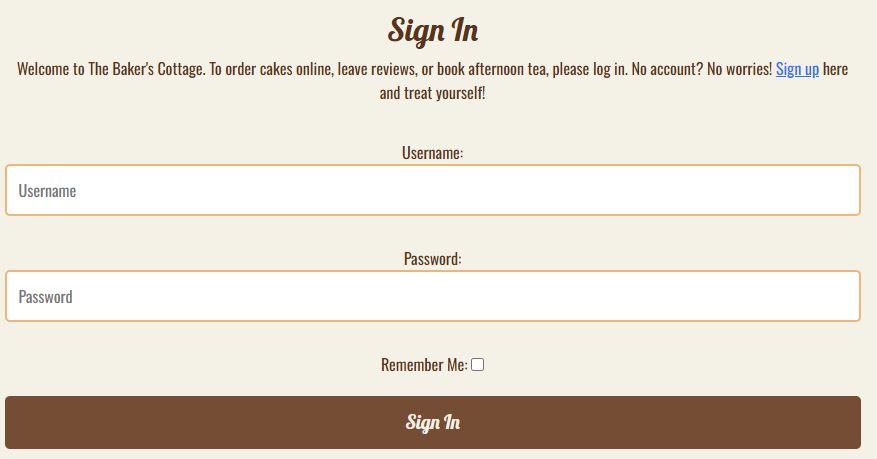 Sign In
Welcome to The Baker's Cottage. To order cakes online, leave reviews, or book afternoon tea, please log in. No account? No worries! Sign up here
and treat yourself!
Username:
Username
Password:
Password
Remember Me:
Sign In